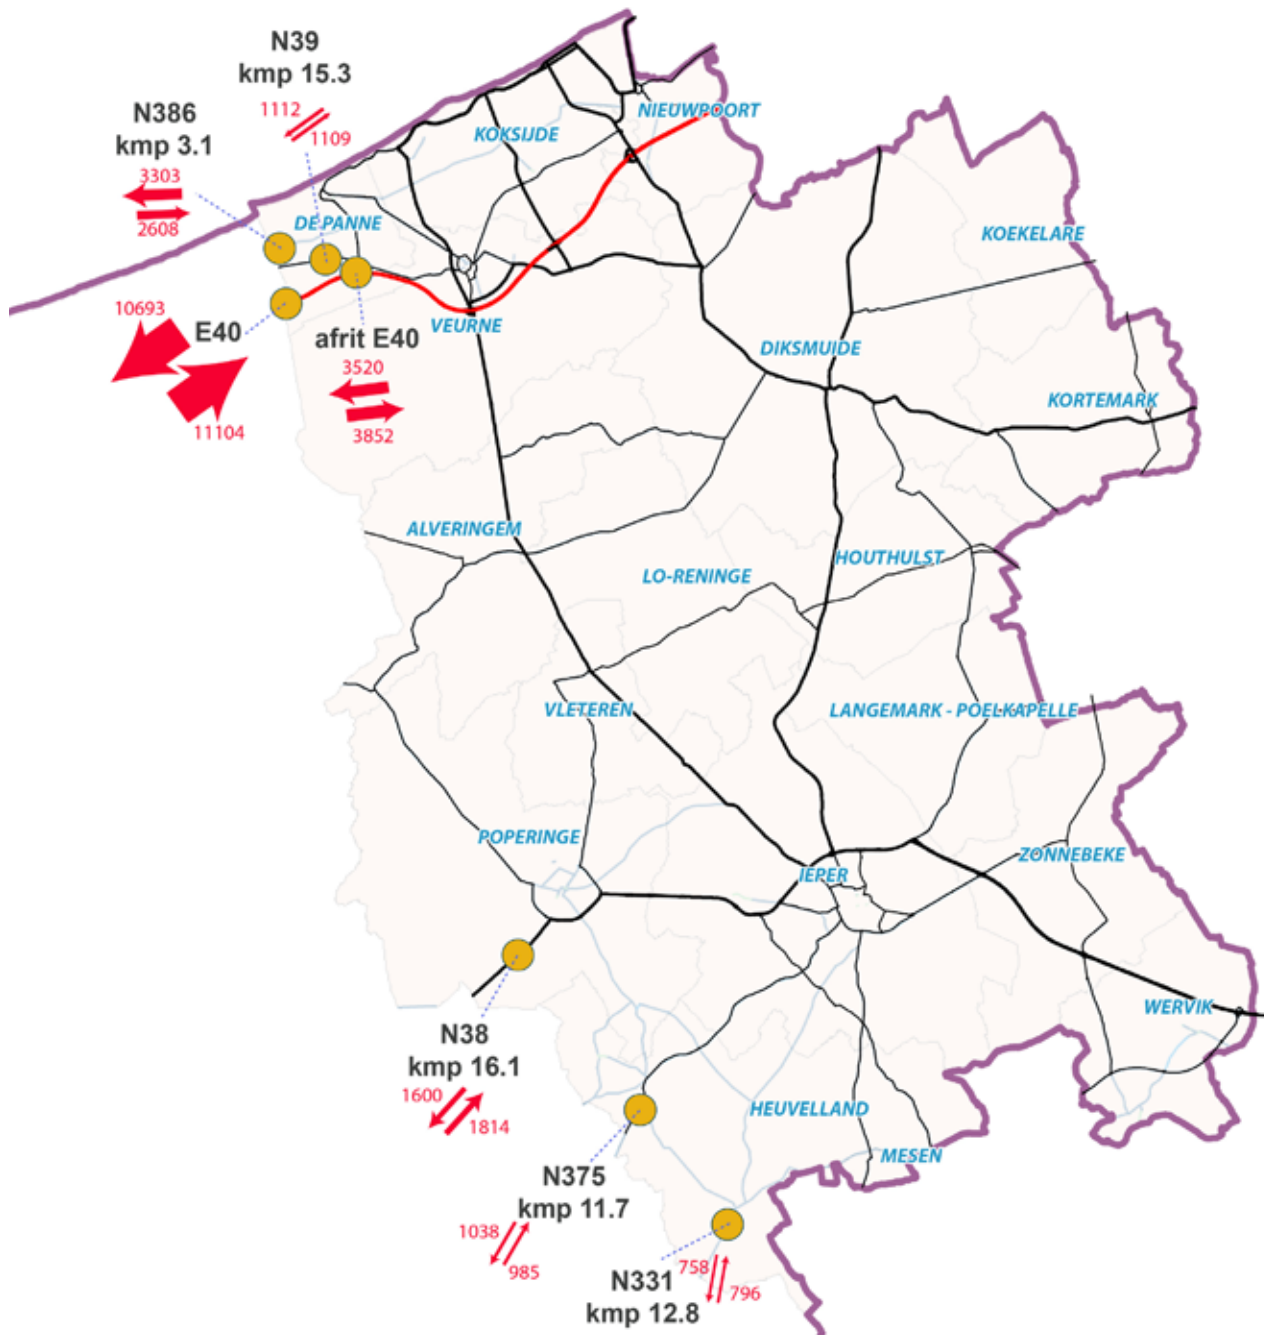 N39
kmp 15.3
1112
1109
N386
kmp 3.1
3303
2608
NIEUWPOORT
KOKSIJDE
DE PANNE
KOEKELARE
10693
E40
11104
afrit E40
3520
3852
VEURNE
DIKSMUIDE
KORTEMARK
ALVERINGEM
LO-RENINGE
HOUTHULST
VLETEREN
LANGEMARK - POELKAPELLE
POPERINGE
IEPER
ZONNEBEKE
WERVIK
N38
kmp 16.1
1600
1814
HEUVELLAND
MESEN
N375
kmp 11.7
1038
985
N331
kmp 12.8
758
796